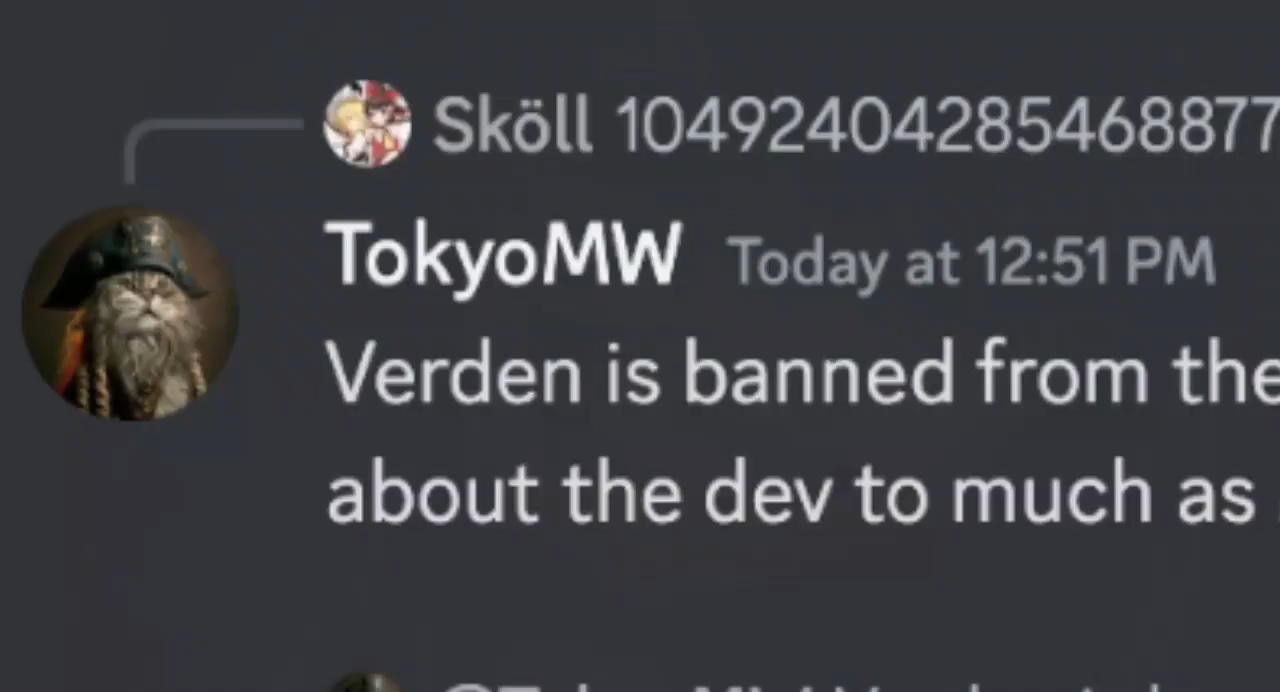 Sköll 10492404285468877
TokyoMW Today at 12:51 PM
Verden is banned from the
about the dev to much as